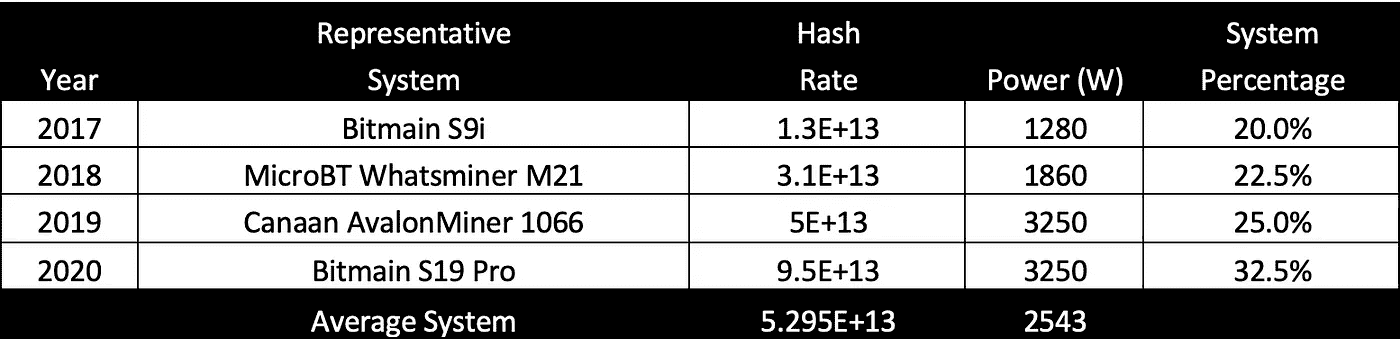 Representative Hash System
Year System Rate Power (W) Percentage
2017 Bitmain S9i 1.3E+13 1280 20.0%
2018 MicroBT Whatsminer M21 3.1E+13 1860 22.5%
2019 Canaan AvalonMiner 1066 5E+13 3250 25.0%
2020 Bitmain S19 Pro 9.5E+13 3250 32.5%
Average System 5.295E+13 2543